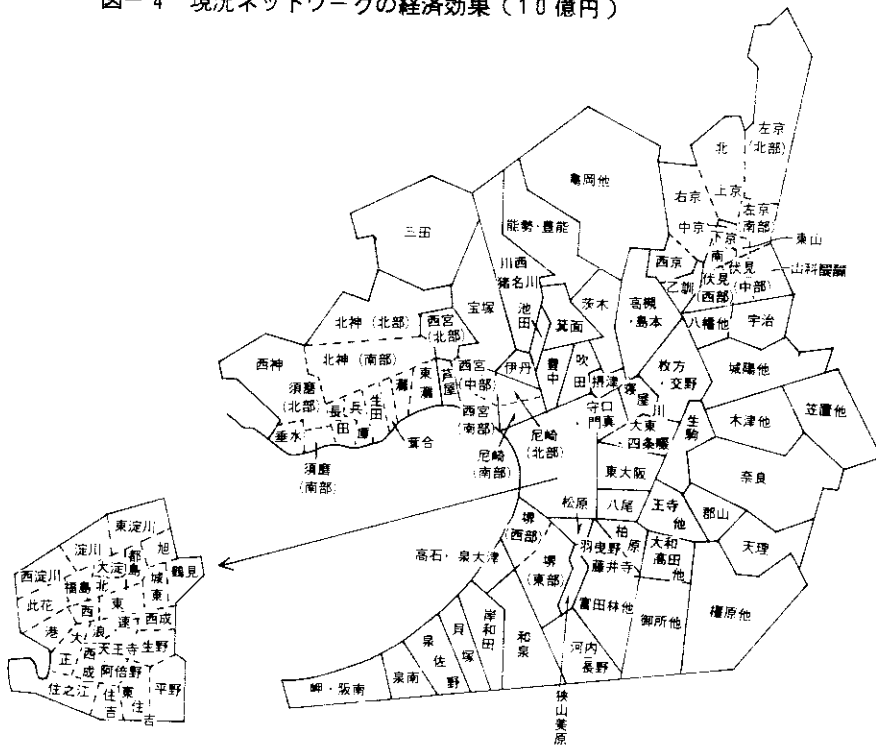 図－4 現況ネットワークの経済効果（10億円）
左京
（北部）
北
亀岡他
右京
上京
左京
南部
中京
下京
東山
能勢・豊能
三田
南
伏見
（中部）
山科醍醐
西京
川西
猪名川
乙訓
伏見
（西部）
宝塚
池田
茨木
高槻
・島本
箕面
八幡他
宇治
北神（北部）
西宮
（北部）
西神
北神（南部）
西宮
（中部）
伊丹
豊中
吹田
摂津
枚方
・交野
城陽他
須磨
（北部）
長田
兵庫
生田
灘
東灘
芦屋
寝屋川
西宮
（南部）
守口
・門真
木津他
笠置他
垂水
葺合
尼崎
（北部）
大東
四条畷
生駒
須磨
（南部）
尼崎
（南部）
東大阪
奈良
松原
八尾
王寺他
郡山
堺
（西部）
柏原
天理
東淀川
羽曳野
藤井寺
大和
高田他
淀川
都島
旭
高石・泉大津
堺
（東部）
西淀川
大淀
鶴見
福島
北
城東
此花
西
東
富田林他
御所他
橿原他
港
大正
浪速
西成
岸和田
和泉
天王寺
生野
貝塚
河内
長野
西成
阿倍野
泉佐野
住之江
住吉
東住吉
平野
岬・阪南
泉南
狭山美原